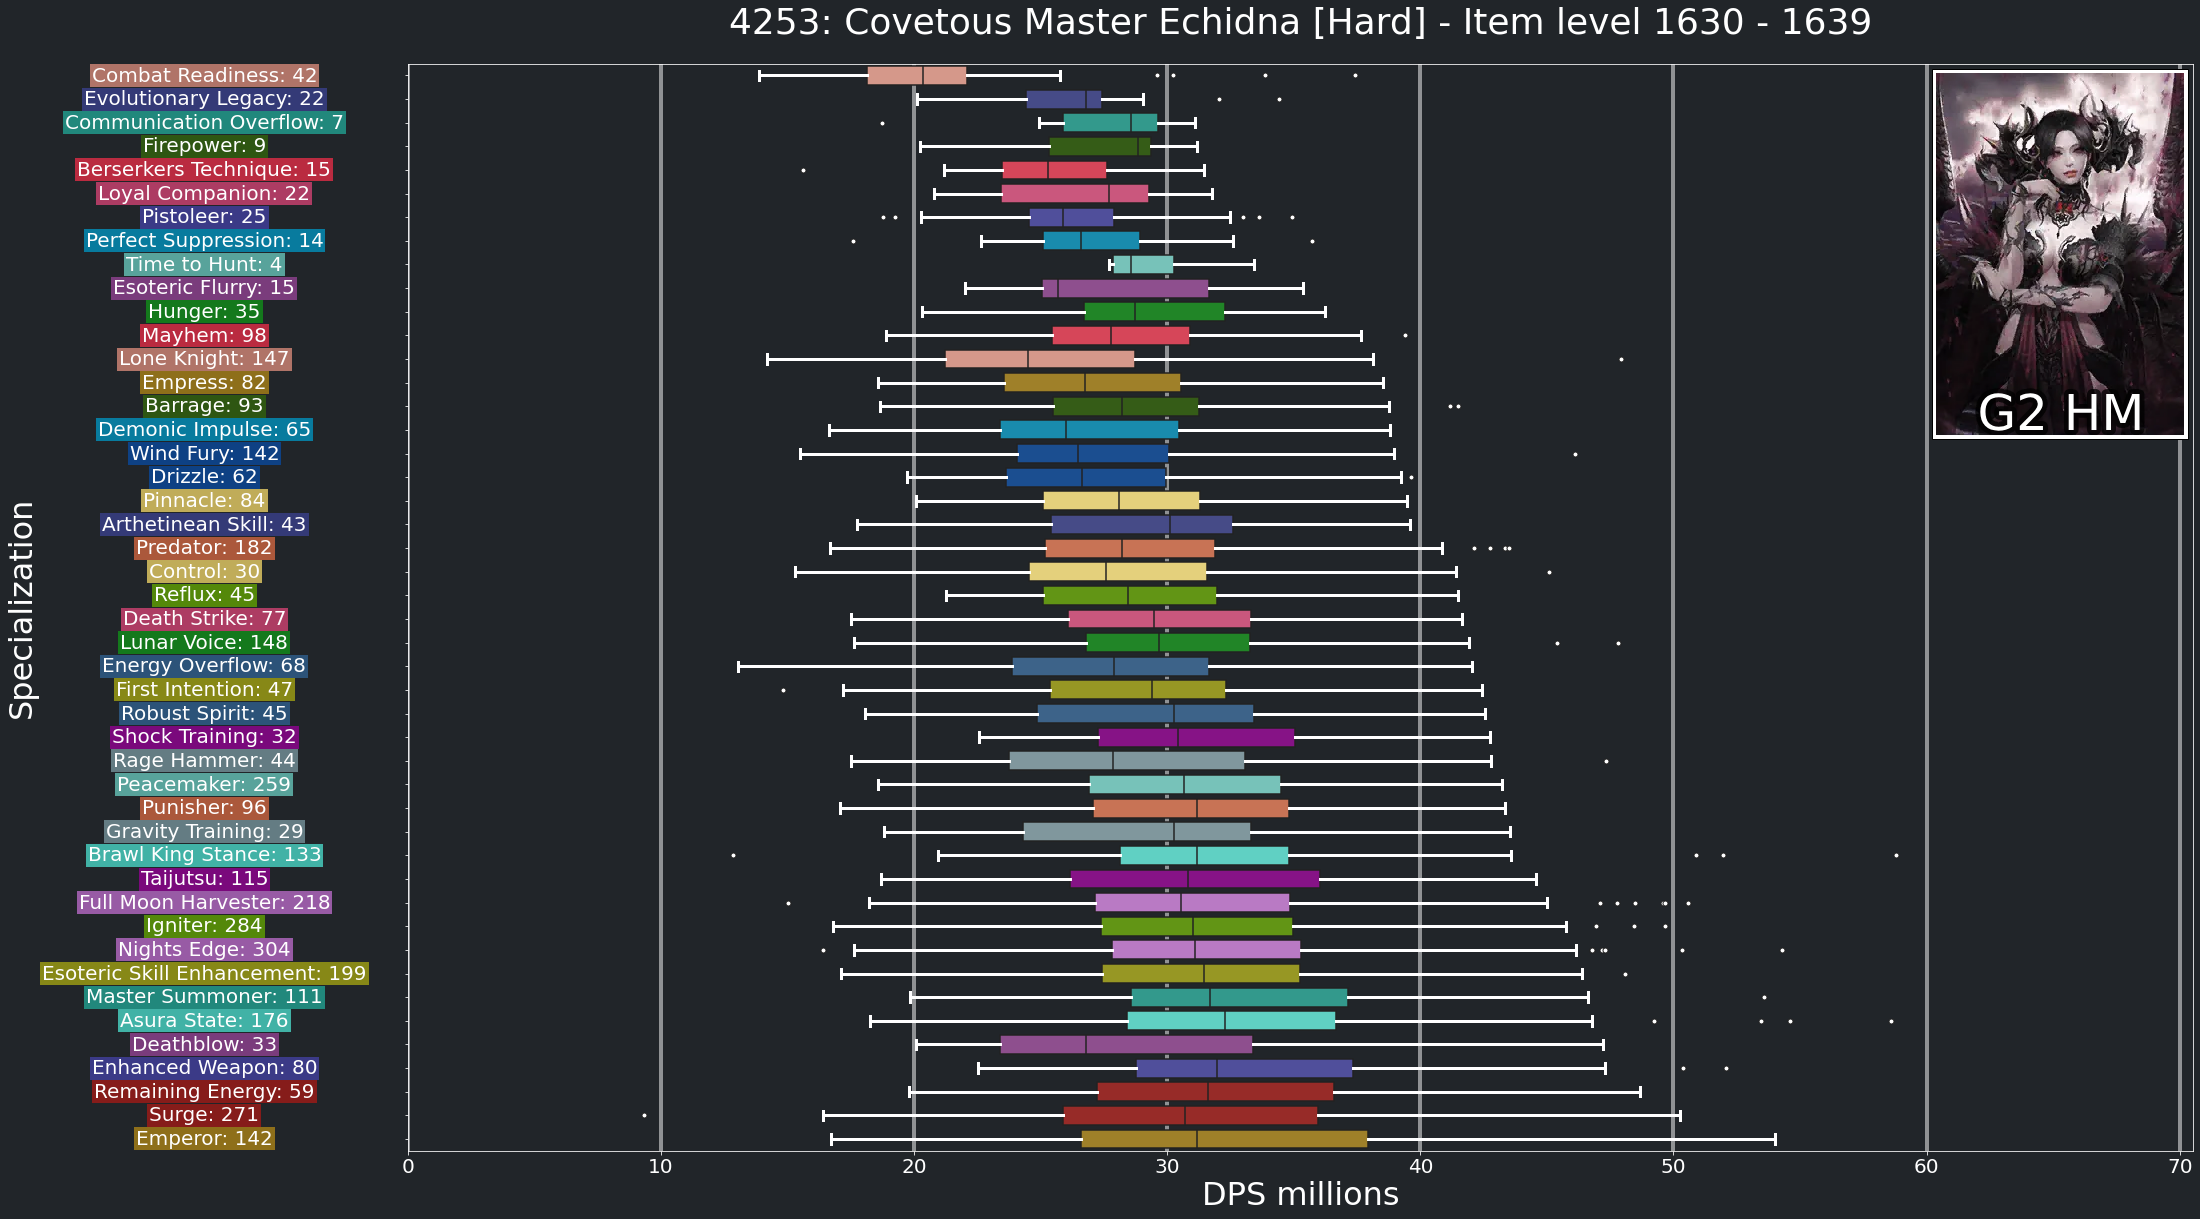 4253: Covetous Master Echidna [Hard] - Item level 1630 - 1639
Specialization
Combat Readiness: 42
Evolutionary Legacy: 22
Communication Overflow: 7
Firepower: 9
Berserkers Technique: 15
Loyal Companion: 22
Pistoleer: 25
Perfect Suppression: 14
Time to Hunt: 4
Esoteric Flurry: 15
Hunger: 35
Mayhem: 98
Lone Knight: 147
Empress: 82
Barrage: 93
Demonic Impulse: 65
Wind Fury: 142
Drizzle: 62
Pinnacle: 84
Arthetinean Skill: 43
Predator: 182
Control: 30
Reflux: 45
Death Strike: 77
Lunar Voice: 148
Energy Overflow: 68
First Intention: 47
Robust Spirit: 45
Shock Training: 32
Rage Hammer: 44
Peacemaker: 259
Punisher: 96
Gravity Training: 29
Brawl King Stance: 133
Taijutsu: 115
Full Moon Harvester: 218
Igniter: 284
Nights Edge: 304
Esoteric Skill Enhancement: 199
Master Summoner: 111
Asura State: 176
Deathblow: 33
Enhanced Weapon: 80
Remaining Energy: 59
Surge: 271
Emperor: 142
G2 HM
0 10 20 30 40 50 60 70
DPS millions